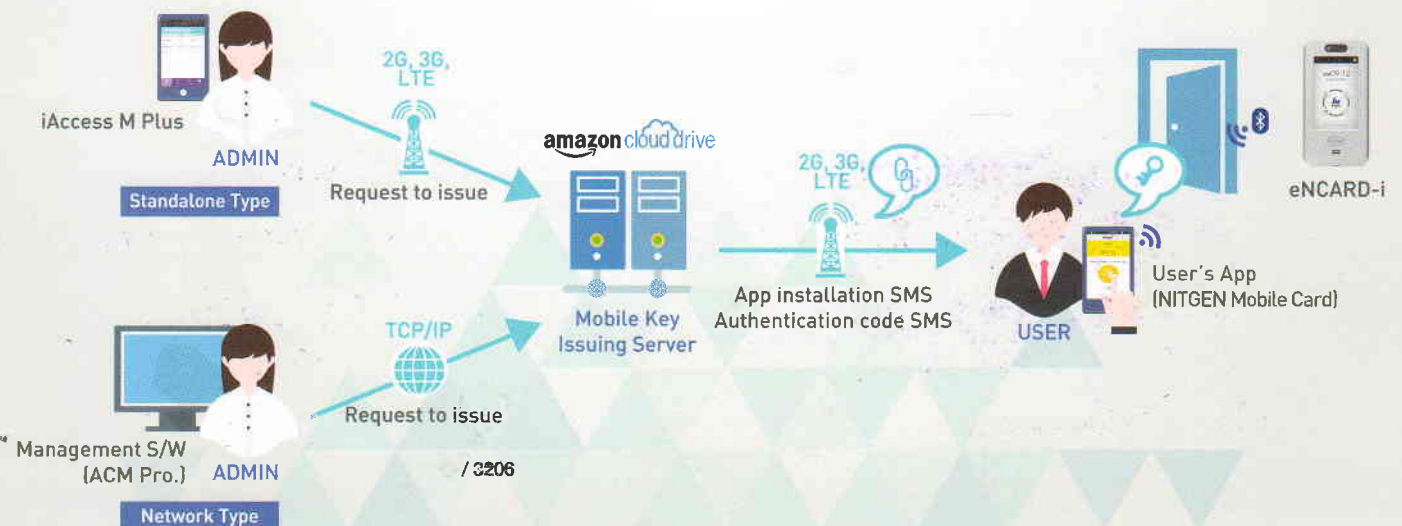 iAccess M Plus
ADMIN
Standalone Type
2G, 3G,
LTE
Request to issue
amazon cloud drive
Mobile Key
Issuing Server
TCP/IP
Request to issue
Management S/W
(ACM Pro.)
ADMIN
Network Type
/ 3206
2G, 3G,
LTE
App installation SMS
Authentication code SMS
USER
User's App
(NITGEN Mobile Card)
eNCARD-i